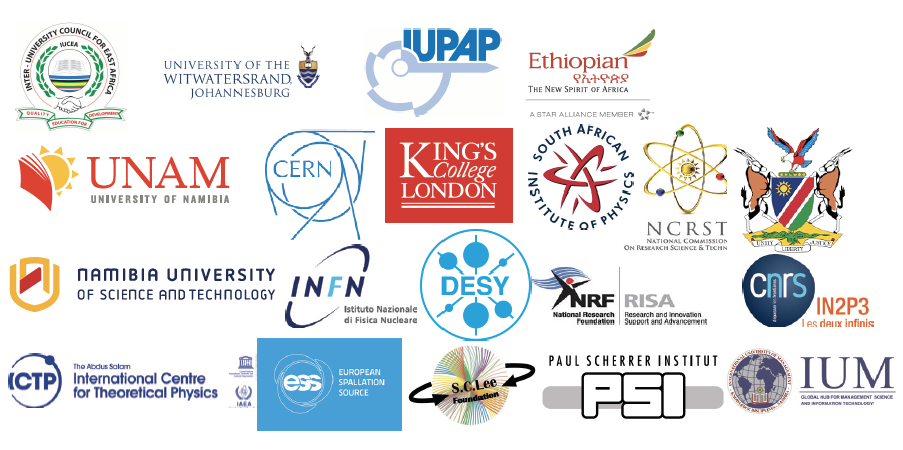 INTER - UNIVERSITY COUNCIL FOR EAST AFRICA
IUCEA
QUALITY
EDUCATION FOR
DEVELOPMENT
UNIVERSITY OF THE
WITWATERSRAND,
JOHANNESBURG
IUPAP
Ethiopian
የኢትዮጵያ
THE NEW SPIRIT OF AFRICA
A STAR ALLIANCE MEMBER
UNAM
UNIVERSITY OF NAMIBIA
CERN
KING'S
College
LONDON
SOUTH AFRICAN
INSTITUTE OF PHYSICS
NCRST
NATIONAL COMMISSION
ON RESEARCH SCIENCE & TECHN
UNITY
LIBERTY
JUSTICE
NAMIBIA UNIVERSITY
OF SCIENCE AND TECHNOLOGY
INFN
Istituto Nazionale
di Fisica Nucleare
DESY
NRF
National Research
Foundation
RISA
Research and Innovation
Support and Advancement
cnrs
IN2P3
Les deux infinis
ICTP
The Abdus Salam
International Centre
for Theoretical Physics
IAEA
ess
EUROPEAN
SPALLATION
SOURCE
S.C.Lee
Foundation
PAUL SCHERRER INSTITUT
PSI
IUM
GLOBAL HUB FOR MANAGEMENT SCIENCE
AND INFORMATION TECHNOLOGY